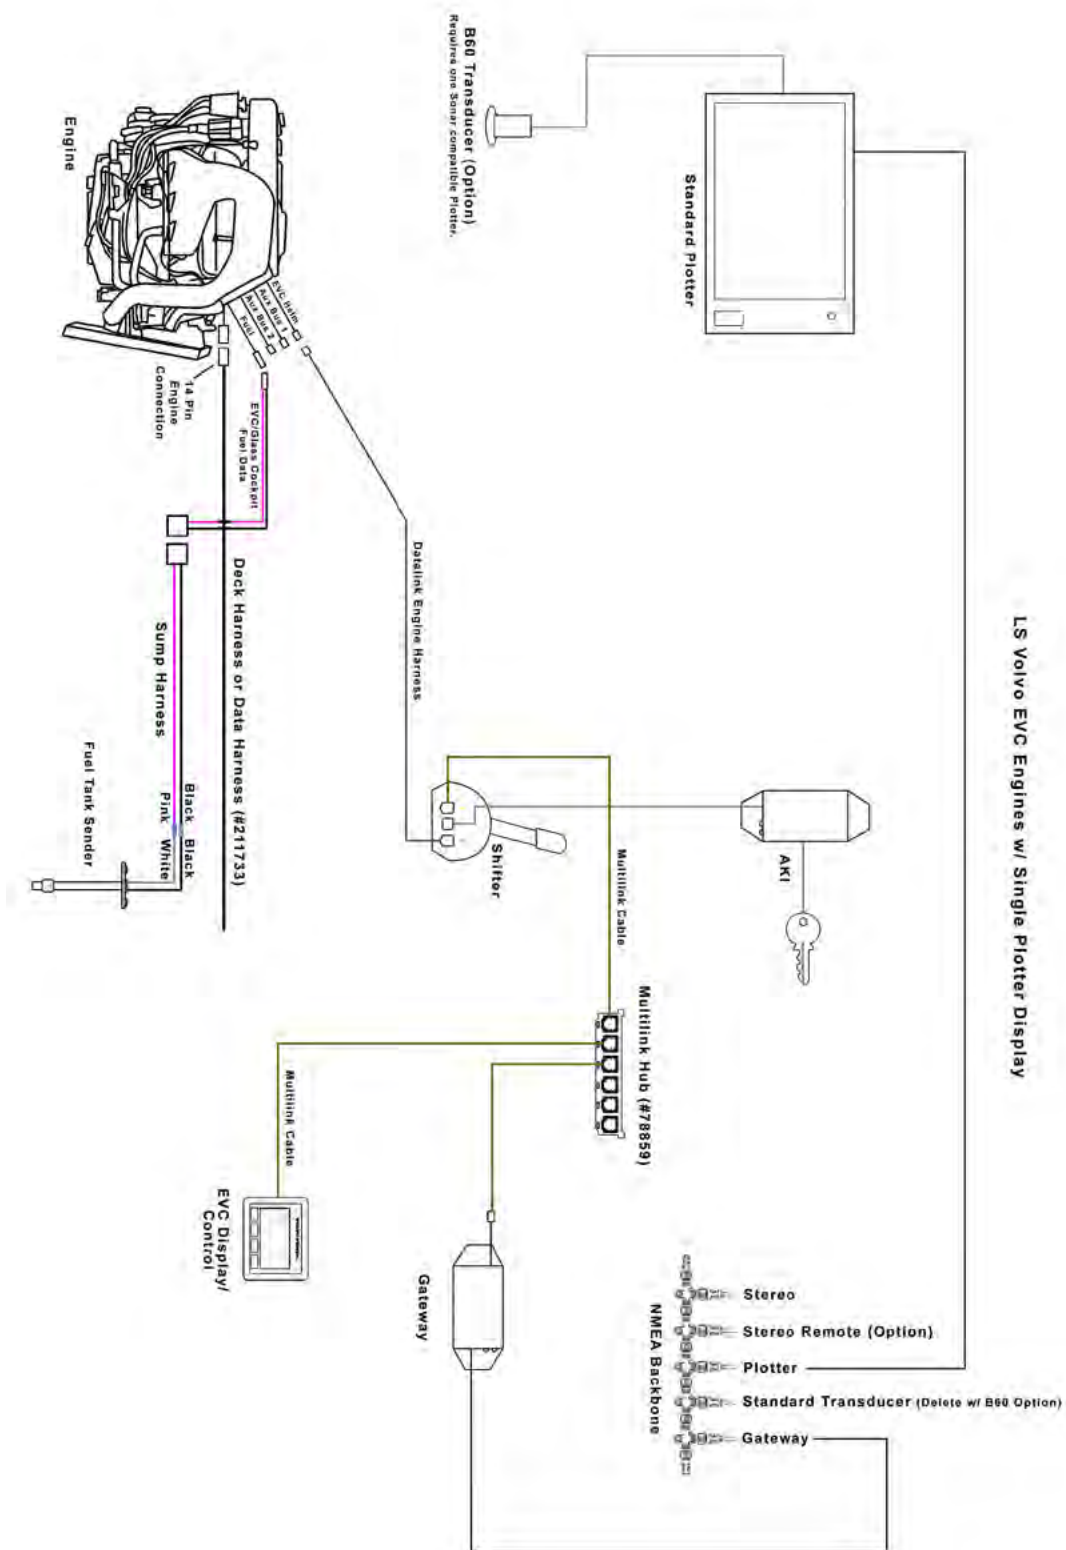 LS Volvo EVC Engines w/ Single Plotter Display
B60 Transducer (Option)
Requires one Sonar compatible Plotter.
Standard Plotter
Engine
EVC Helm
Aux Bus 1
Aux Bus 2
Fuel
14 Pin
Engine
Connection
EVC/Glass Cockpit
Fuel Data
Datalink Engine Harness
Deck Harness or Data Harness (#211733)
Sump Harness
Black
Black
Pink
White
Fuel Tank Sender
Shifter
AKI
Multilink Cable
Multilink Hub (#78859)
Multilink Cable
EVC Display/
Control
Gateway
NMEA Backbone
Stereo
Stereo Remote (Option)
Plotter
Standard Transducer (Delete w/ B60 Option)
Gateway